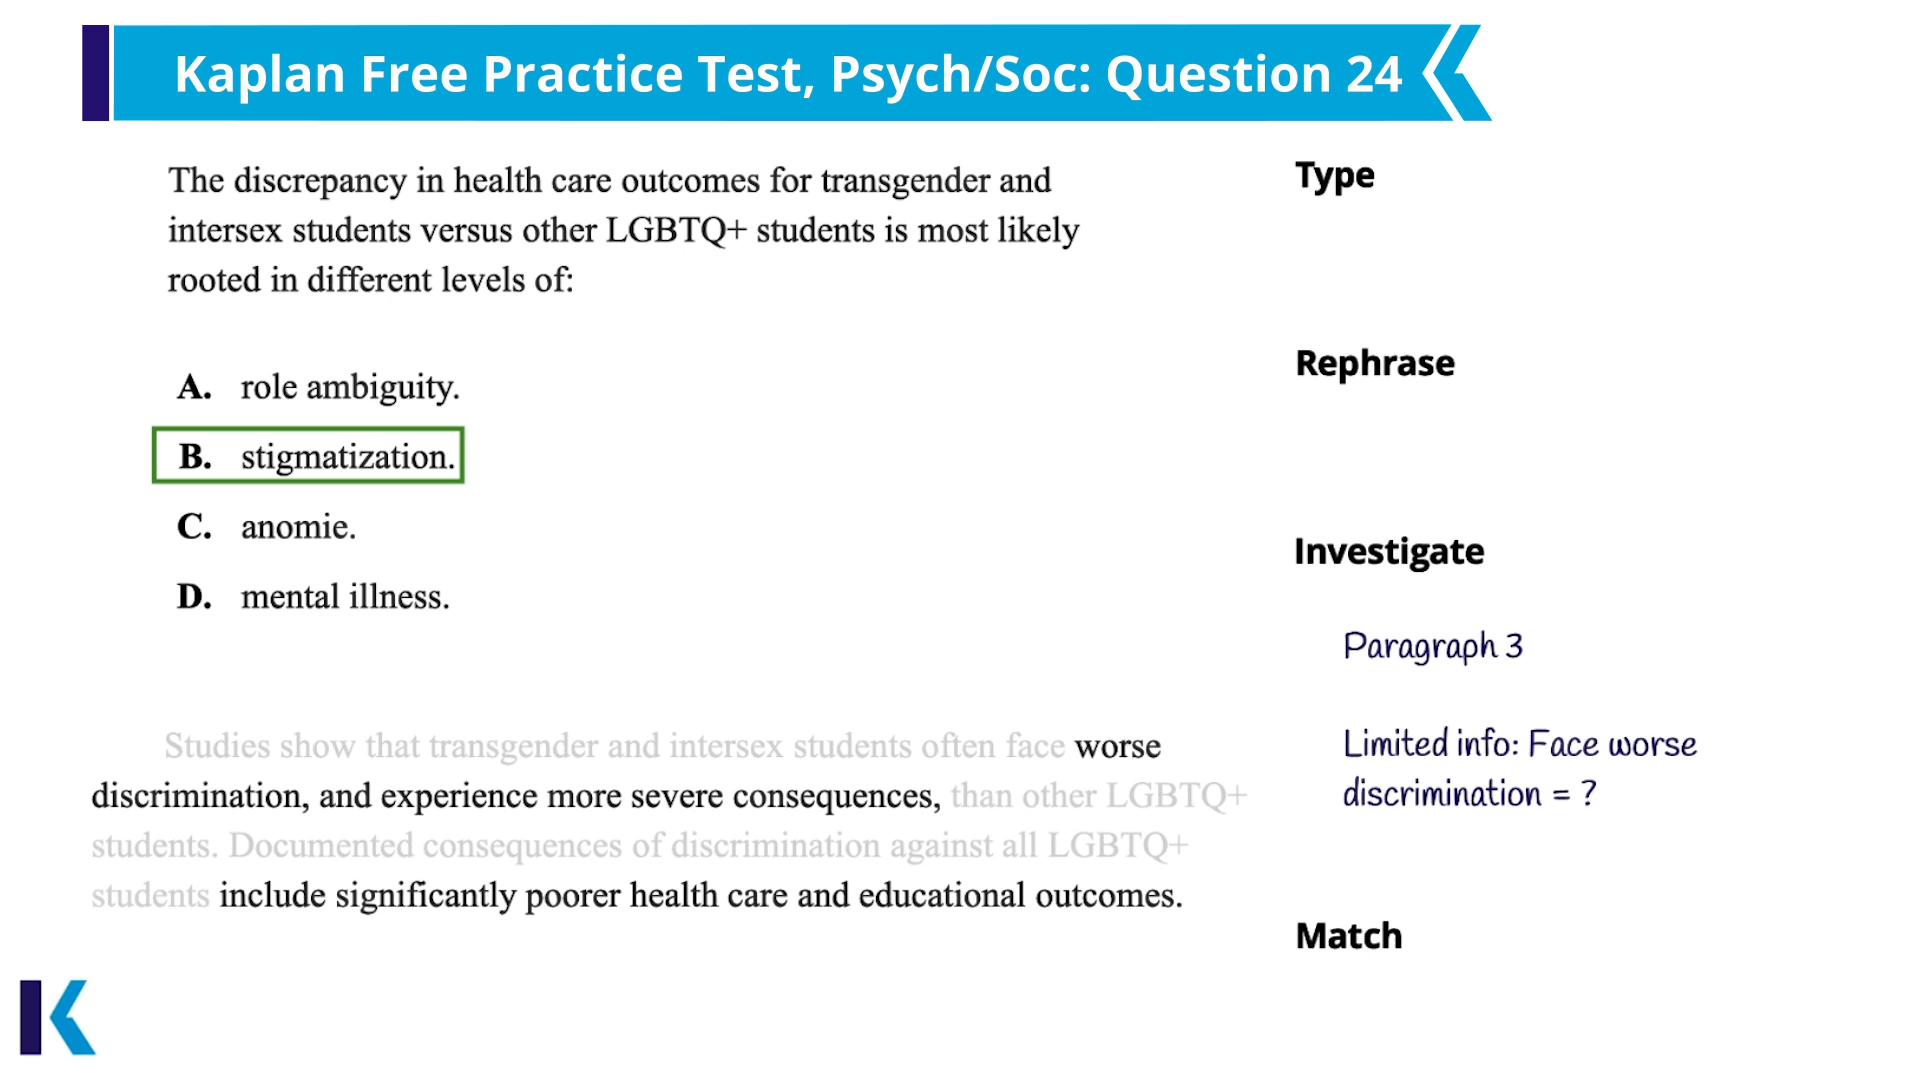 Kaplan Free Practice Test, Psych/Soc: Question 24
The discrepancy in health care outcomes for transgender and
intersex students versus other LGBTQ+ students is most likely
rooted in different levels of:
A. role ambiguity.
B. stigmatization.
C. anomie.
D. mental illness.
Studies show that transgender and intersex students often face worse
discrimination, and experience more severe consequences, than other LGBTQ+
students. Documented consequences of discrimination against all LGBTQ+
students include significantly poorer health care and educational outcomes.
Type
Rephrase
Investigate
Paragraph 3
Limited info: Face worse
discrimination = ?
Match
K